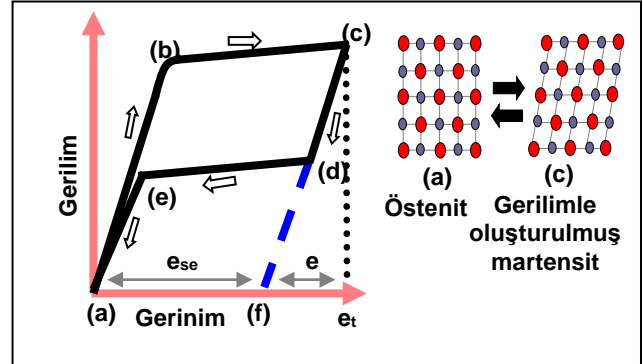 (b)
(c)
(d)
(e)
Gerilim
e_se
e
(a)
Gerinim
(f)
e_t
(a)
Östenit
(c)
Gerilimle
oluşturulmuş
martensit